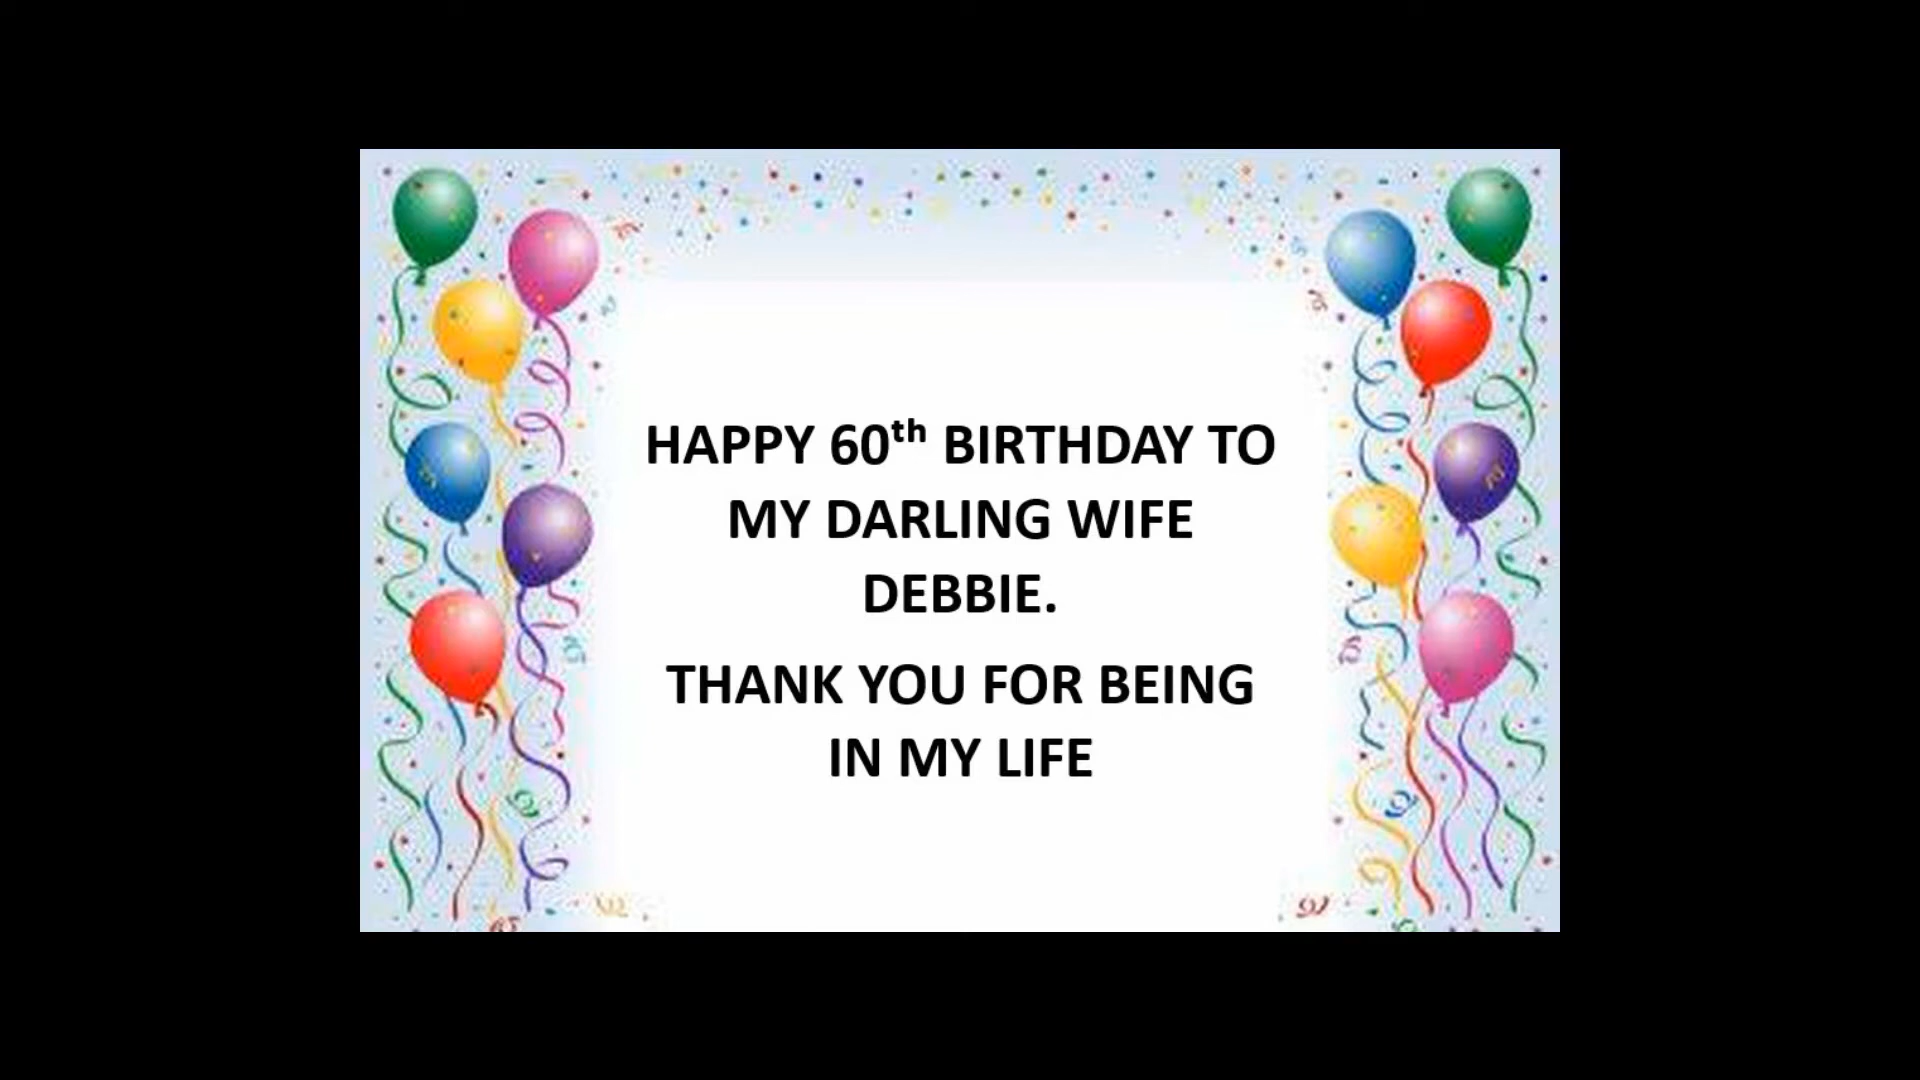 HAPPY 60th BIRTHDAY TO
MY DARLING WIFE
DEBBIE.
THANK YOU FOR BEING
IN MY LIFE